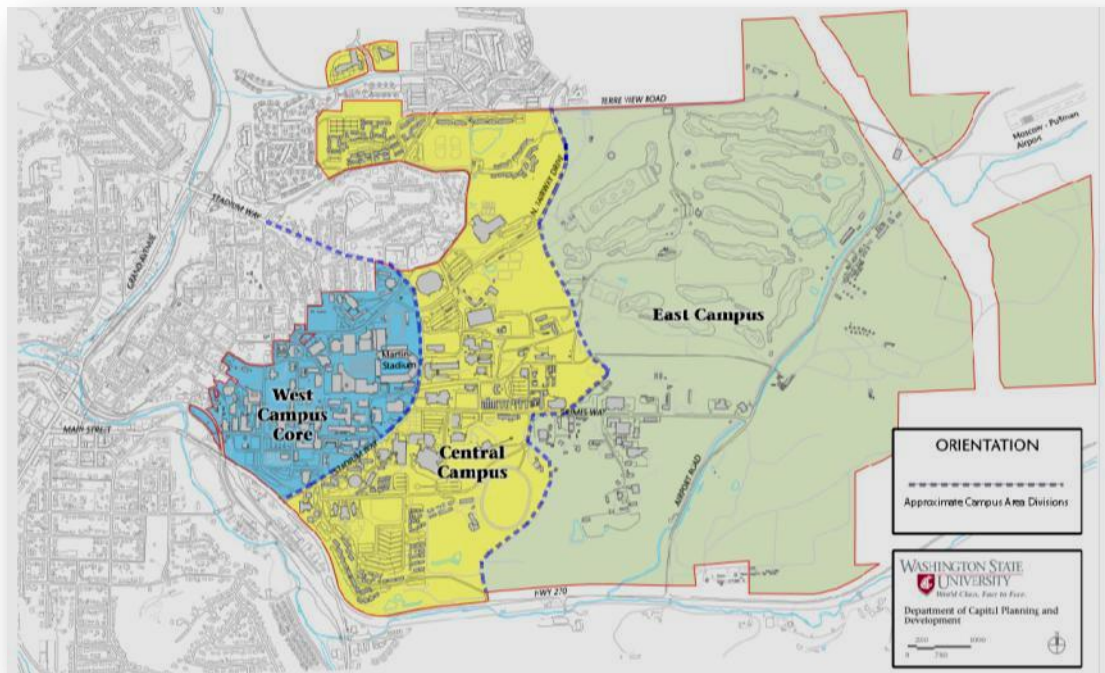 TERRE VIEW ROAD
Moscow - Pullman
Airport
N. FAIRWAY DRIVE
STADIUM WAY
GRAND AVENUE
East Campus
Martin
Stadium
West
Campus
Core
MAIN STREET
STADIUM WAY
Central
Campus
AIRPORT ROAD
HWY 270
ORIENTATION
Approximate Campus Area Divisions
WASHINGTON STATE
UNIVERSITY
World Class. Face to Face.
Department of Capital Planning and
Development